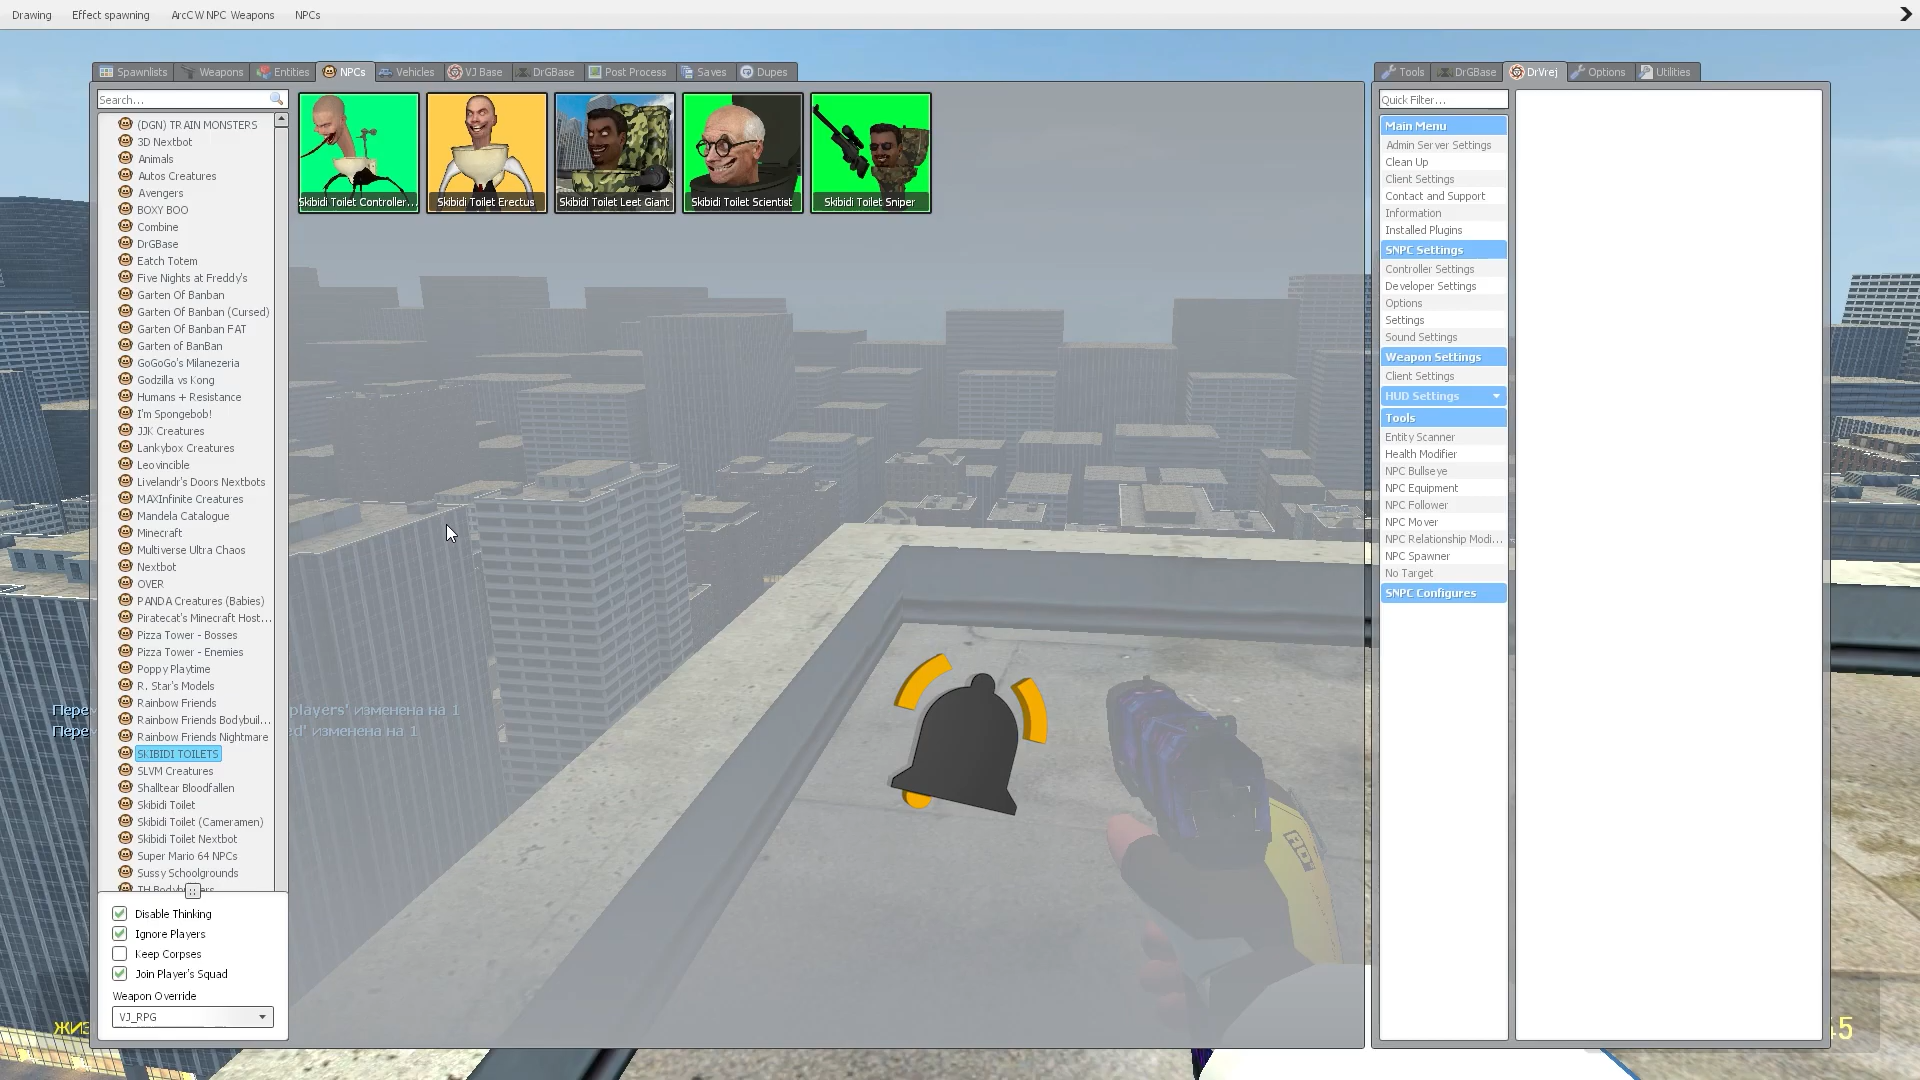 Drawing Effect spawning ArcCW NPC Weapons NPCs
Spawnlists Weapons Entities NPCs Vehicles VJ Base DrGBase Post Process Saves Dupes
Search...
(DGN) TRAIN MONSTERS
3D Nextbot
Animals
Autos Creatures
Avengers
BOXY BOO
Combine
DrGBase
Eatch Totem
Five Nights at Freddy's
Garten Of Banban
Garten Of Banban (Cursed)
Garten Of Banban FAT
Garten of BanBan
GoGoGo's Milanezeria
Godzilla vs Kong
Humans + Resistance
I'm Spongebob!
JJK Creatures
Lankybox Creatures
Leovincible
Livelandr's Doors Nextbots
MAXInfinite Creatures
Mandela Catalogue
Minecraft
Multiverse Ultra Chaos
Nextbot
OVER
PANDA Creatures (Babies)
Piratecat's Minecraft Host...
Pizza Tower - Bosses
Pizza Tower - Enemies
Poppy Playtime
R. Star's Models
Rainbow Friends
Rainbow Friends Bodybuil...
Rainbow Friends Nightmare
SKIBIDI TOILETS
SLVM Creatures
Shalltear Bloodfallen
Skibidi Toilet
Skibidi Toilet (Cameramen)
Skibidi Toilet Nextbot
Super Mario 64 NPCs
Sussy Schoolgrounds
Disable Thinking
Ignore Players
Keep Corpses
Join Player's Squad
Weapon Override
VJ_RPG
Skibidi Toilet Controller...
Skibidi Toilet Erectus
Skibidi Toilet Leet Giant
Skibidi Toilet Scientist
Skibidi Toilet Sniper
Пере players' изменена на 1
Пере ed' изменена на 1
Tools DrGBase DrVrej Options Utilities
Quick Filter...
Main Menu
Admin Server Settings
Clean Up
Client Settings
Contact and Support
Information
Installed Plugins
SNPC Settings
Controller Settings
Developer Settings
Options
Settings
Sound Settings
Weapon Settings
Client Settings
HUD Settings
Tools
Entity Scanner
Health Modifier
NPC Bullseye
NPC Equipment
NPC Follower
NPC Mover
NPC Relationship Modi...
NPC Spawner
No Target
SNPC Configures
45